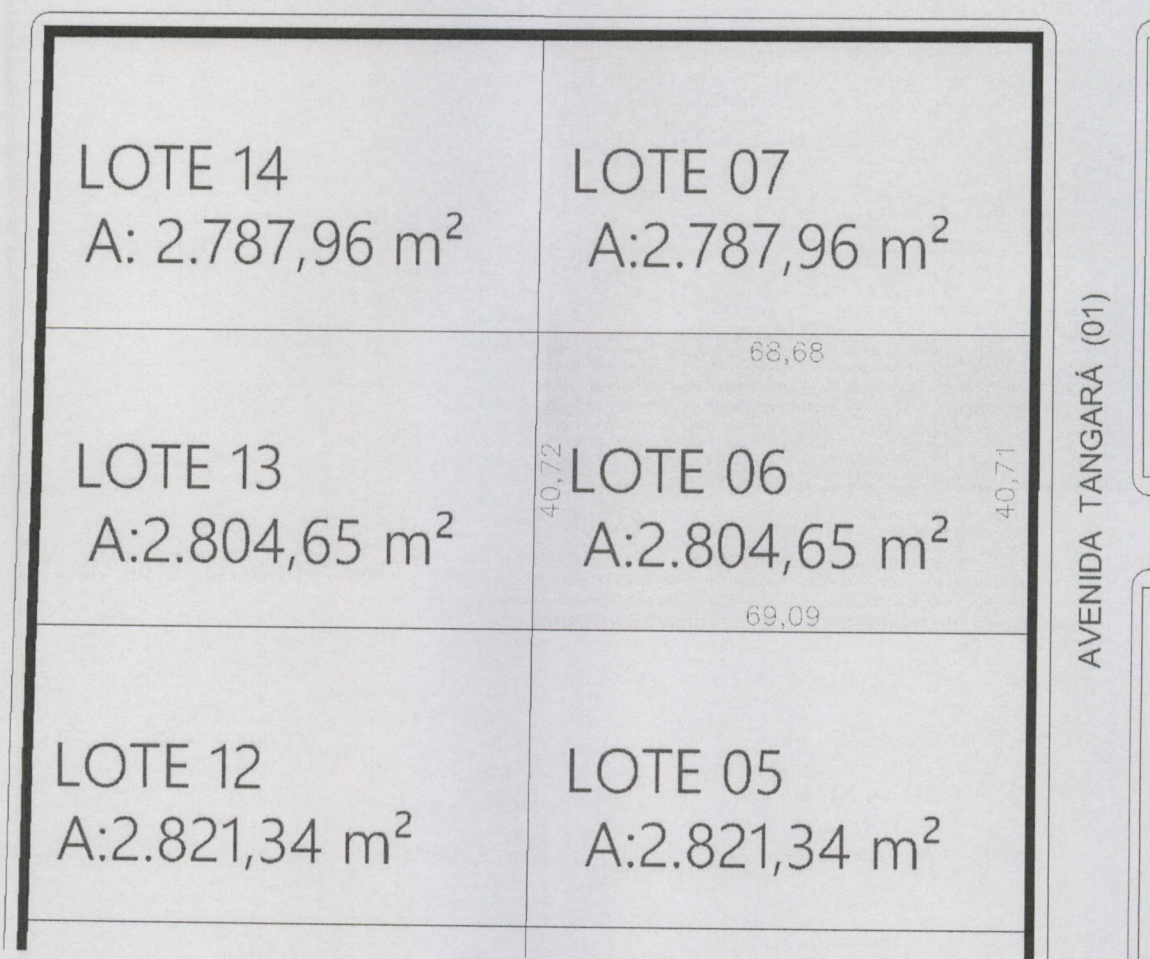 LOTE 14
A: 2.787,96 m²
LOTE 07
A:2.787,96 m²
68,68
LOTE 13
A:2.804,65 m²
40,72
LOTE 06
A:2.804,65 m²
40,71
69,09
LOTE 12
A:2.821,34 m²
LOTE 05
A:2.821,34 m²
AVENIDA TANGARÁ (01)